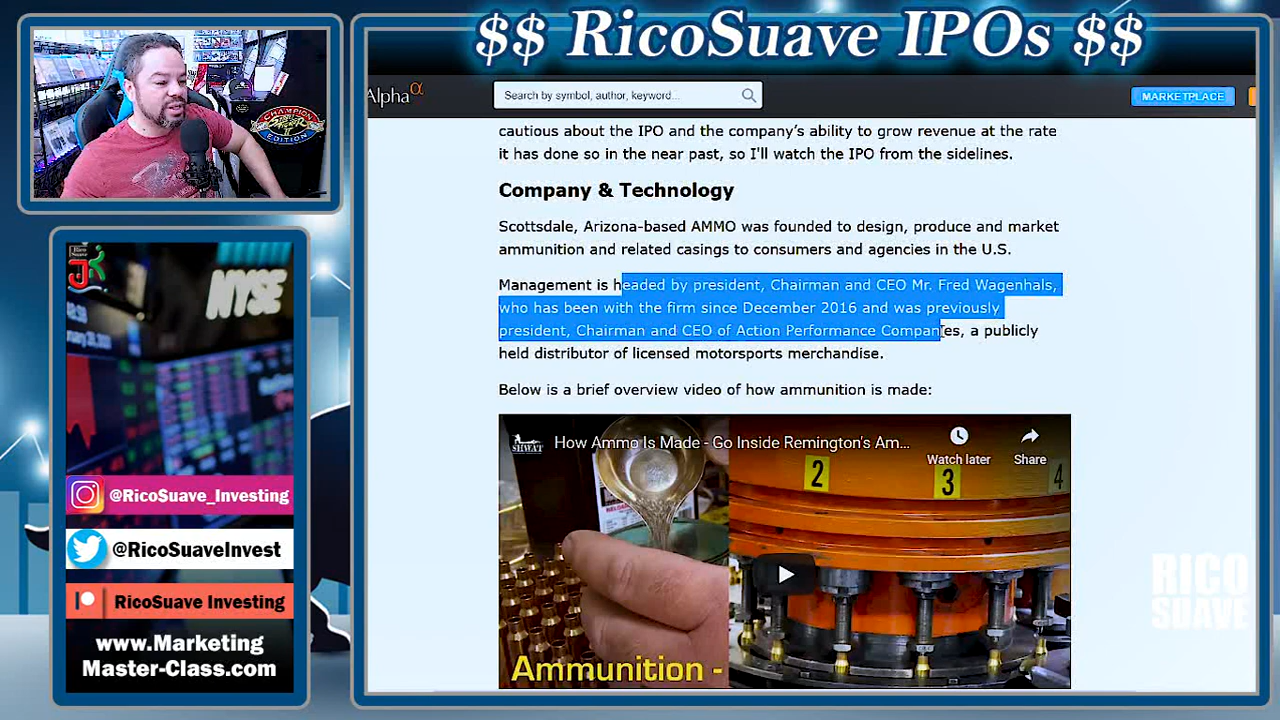 $$ RicoSuave IPOs $$
CHAMPION
EDITION
Alpha α
Search by symbol, author, keyword...
MARKETPLACE
cautious about the IPO and the company's ability to grow revenue at the rate
it has done so in the near past, so I'll watch the IPO from the sidelines.
Company & Technology
Scottsdale, Arizona-based AMMO was founded to design, produce and market
ammunition and related casings to consumers and agencies in the U.S.
Management is headed by president, Chairman and CEO Mr. Fred Wagenhals,
who has been with the firm since December 2016 and was previously
president, Chairman and CEO of Action Performance Companies, a publicly
held distributor of licensed motorsports merchandise.
Below is a brief overview video of how ammunition is made:
SHWAT
How Ammo Is Made - Go Inside Remington's Am...
Watch later
Share
2
3
4
Ammunition -
NYSE
@RicoSuave_Investing
@RicoSuaveInvest
RicoSuave Investing
www.Marketing
Master-Class.com
RICO
SUAVE